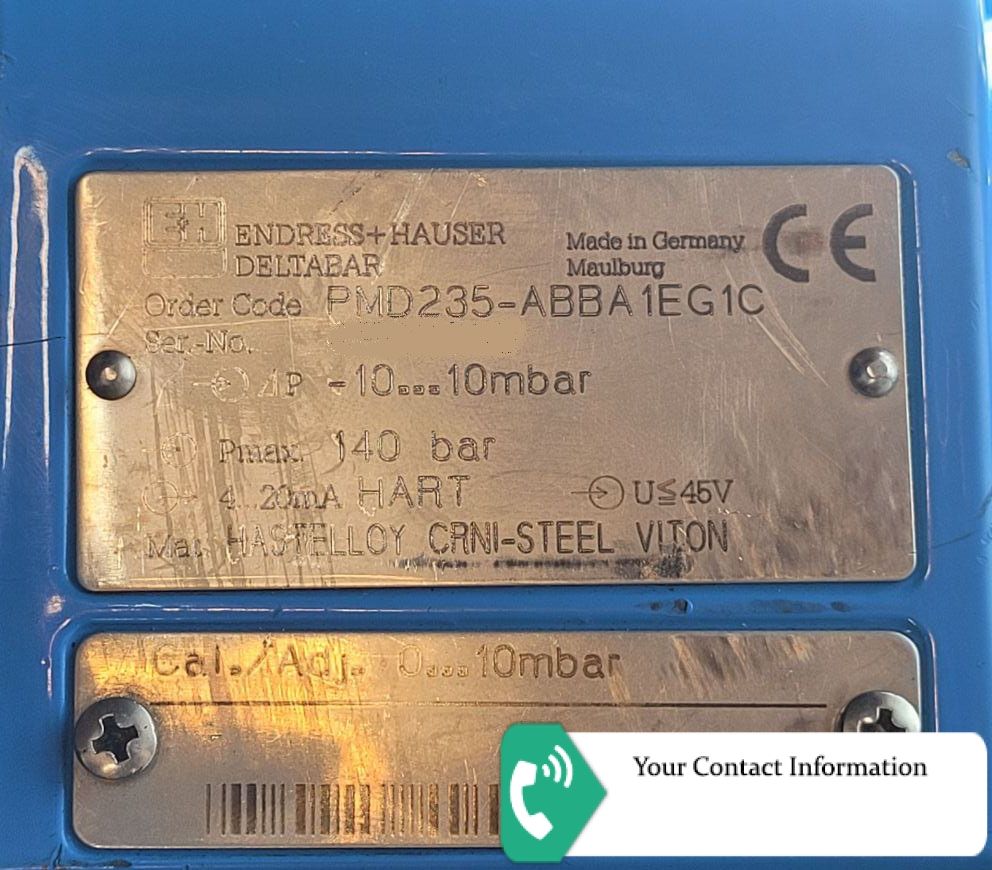 E+H
ENDRESS+HAUSER
DELTABAR
Made in Germany
Maulburg
CE
Order Code PMD235-ABBA1EG1C
Ser.-No.
ΔP -10...10mbar
Pmax. 140 bar
4...20mA HART U≤45V
Mat. HASTELLOY CRNI-STEEL VITON
Cal./Adj. 0...10mbar
Your Contact Information